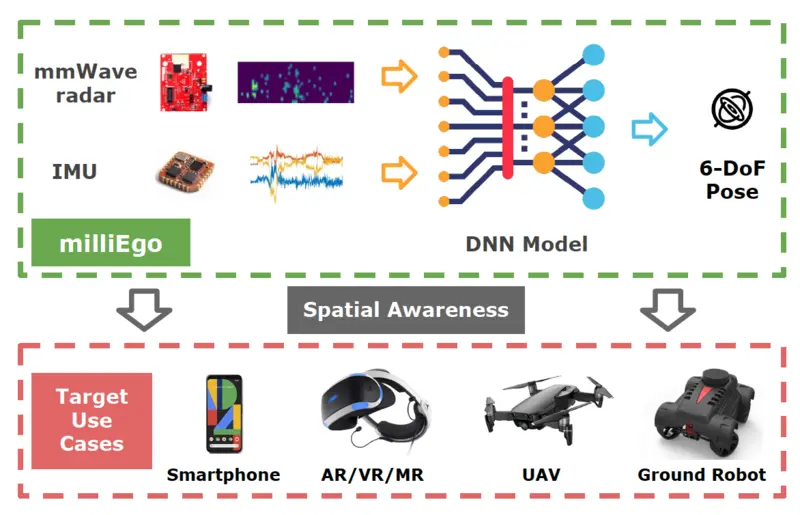 mmWave
radar
IMU
milliEgo
DNN Model
6-DoF
Pose
Spatial Awareness
Target
Use
Cases
Smartphone
AR/VR/MR
UAV
Ground Robot